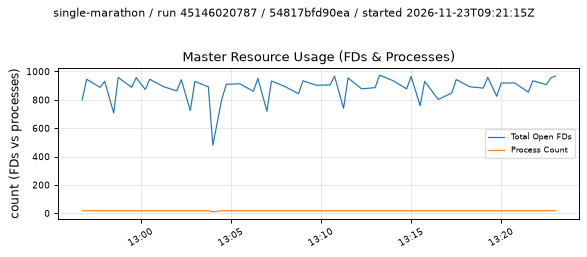 single-marathon / run 45146020787 / 54817bfd90ea / started 2026-11-23T09:21:15Z
Master Resource Usage (FDs & Processes)
count (FDs vs processes)
1000
800
600
400
200
0
Total Open FDs
Process Count
13:00
13:05
13:10
13:15
13:20